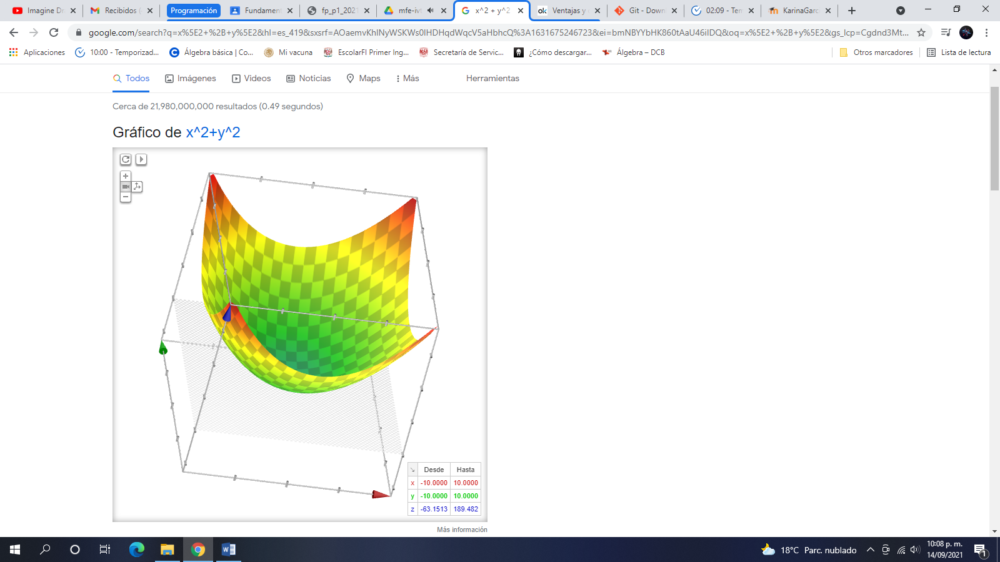 Imagine Dr
Recibidos (
Programación
Fundament
fp_p1_2021
mfe-iv
x^2 + y^2
Ventajas y
Git - Down
02:09 - Tem
KarinaGarc
google.com/search?q=x%5E2+%2B+y%5E2&hl=es_419&sxsrf=AOaemvKhlNyWSKWs0IHDHqdWqcV5aHbhcQ%3A1631675246723&ei=bmNBYYbHK860tAaU46iIDQ&oq=x%5E2+%2B+y%5E2&gs_lcp=Cgdnd3Mt...
Aplicaciones
10:00 - Temporizad...
Álgebra básica | Co...
Mi vacuna
EscolarFI Primer Ing...
Secretaría de Servic...
¿Cómo descargar...
Álgebra – DCB
Otros marcadores
Lista de lectura
Todos
Imágenes
Videos
Noticias
Maps
Más
Herramientas
Cerca de 21,980,000,000 resultados (0.49 segundos)
Gráfico de x^2+y^2
Desde Hasta
x -10.0000 10.0000
y -10.0000 10.0000
z -63.1513 189.482
Más información
18°C Parc. nublado
10:08 p. m.
14/09/2021
1